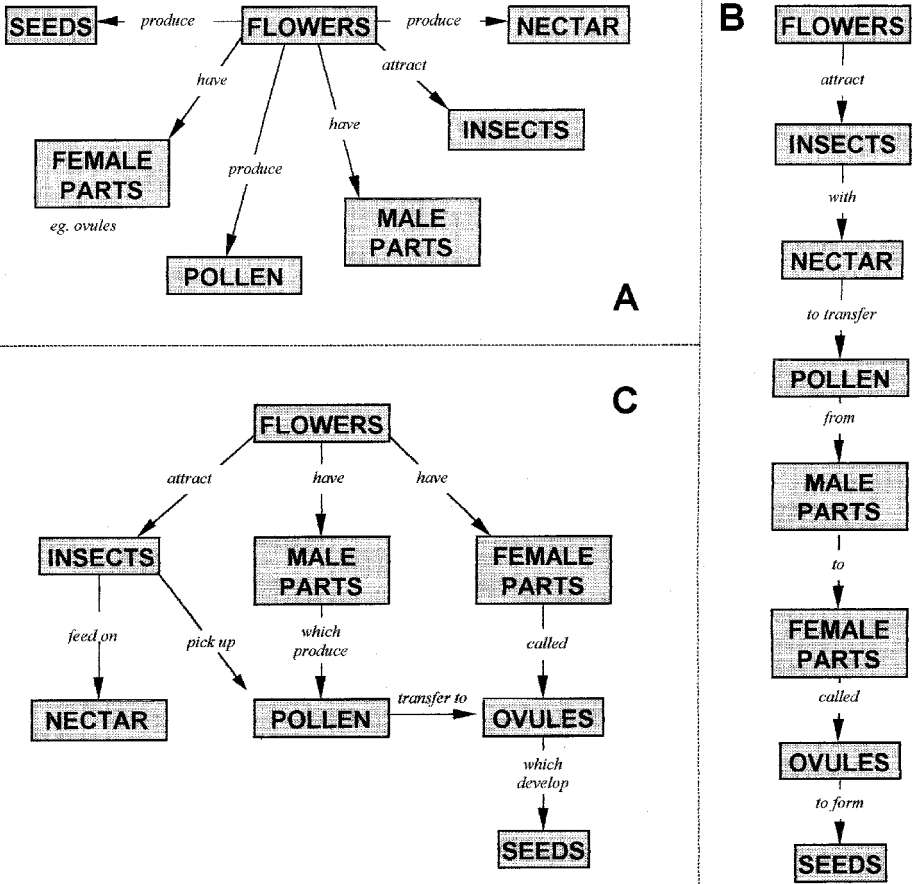 SEEDS
produce
FLOWERS
produce
NECTAR
have
attract
INSECTS
have
FEMALE
PARTS
eg. ovules
produce
MALE
PARTS
POLLEN
A
B
FLOWERS
attract
INSECTS
with
NECTAR
to transfer
POLLEN
from
MALE
PARTS
to
FEMALE
PARTS
called
OVULES
to form
SEEDS
C
FLOWERS
attract
have
have
INSECTS
MALE
PARTS
FEMALE
PARTS
feed on
pick up
which
produce
called
NECTAR
POLLEN
transfer to
OVULES
which
develop
SEEDS